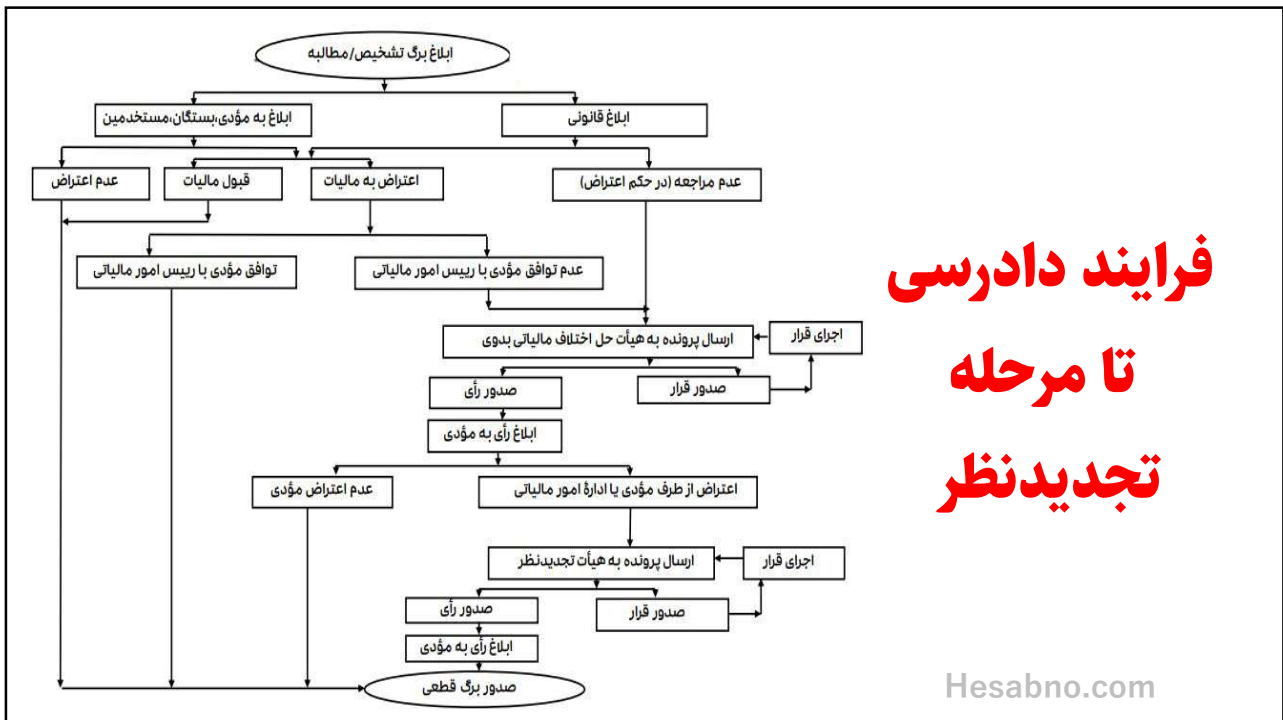 ابلاغ برگ تشخیص/مطالبه
ابلاغ قانونی
ابلاغ به مؤدی،بستگان،مستخدمین
عدم مراجعه (در حکم اعتراض)
اعتراض به مالیات
قبول مالیات
عدم اعتراض
عدم توافق مؤدی با رییس امور مالیاتی
توافق مؤدی با رییس امور مالیاتی
اجرای قرار
ارسال پرونده به هیأت حل اختلاف مالیاتی بدوی
صدور قرار
صدور رأی
ابلاغ رأی به مؤدی
اعتراض از طرف مؤدی یا ادارۀ امور مالیاتی
عدم اعتراض مؤدی
اجرای قرار
ارسال پرونده به هیأت تجدیدنظر
صدور قرار
صدور رأی
ابلاغ رأی به مؤدی
صدور برگ قطعی
فرایند دادرسی
تا مرحله
تجدیدنظر
Hesabno.com